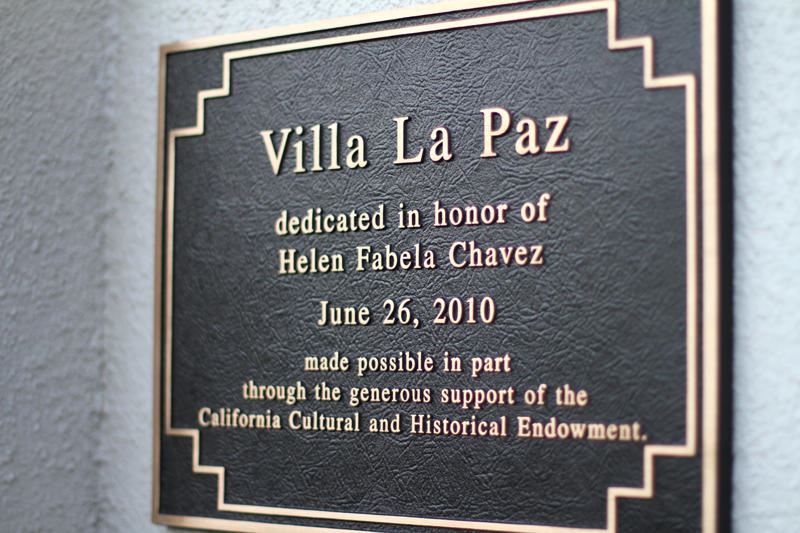 Villa La Paz
dedicated in honor of
Helen Fabela Chavez
June 26, 2010
made possible in part
through the generous support of the
California Cultural and Historical Endowment.